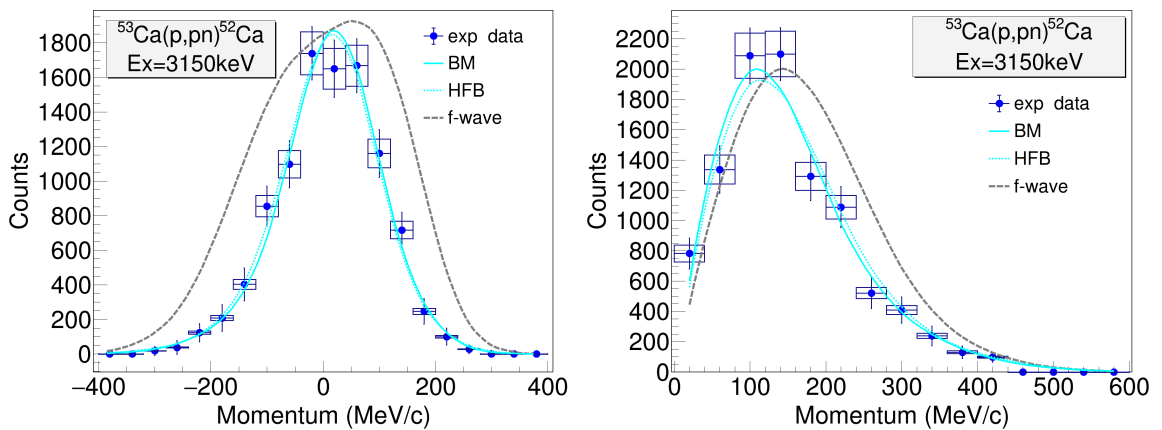 ⁵³Ca(p,pn)⁵²Ca
Ex=3150keV
exp data
BM
HFB
f-wave
Counts
1800
1600
1400
1200
1000
800
600
400
200
0
−400 −200 0 200 400
Momentum (MeV/c)
⁵³Ca(p,pn)⁵²Ca
Ex=3150keV
exp data
BM
HFB
f-wave
Counts
2200
2000
1800
1600
1400
1200
1000
800
600
400
200
0
0 100 200 300 400 500 600
Momentum (MeV/c)